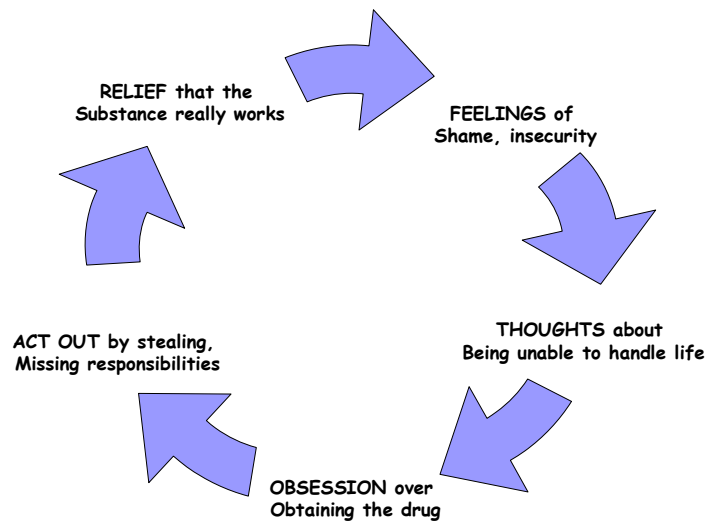 RELIEF that the
Substance really works
FEELINGS of
Shame, insecurity
THOUGHTS about
Being unable to handle life
OBSESSION over
Obtaining the drug
ACT OUT by stealing,
Missing responsibilities